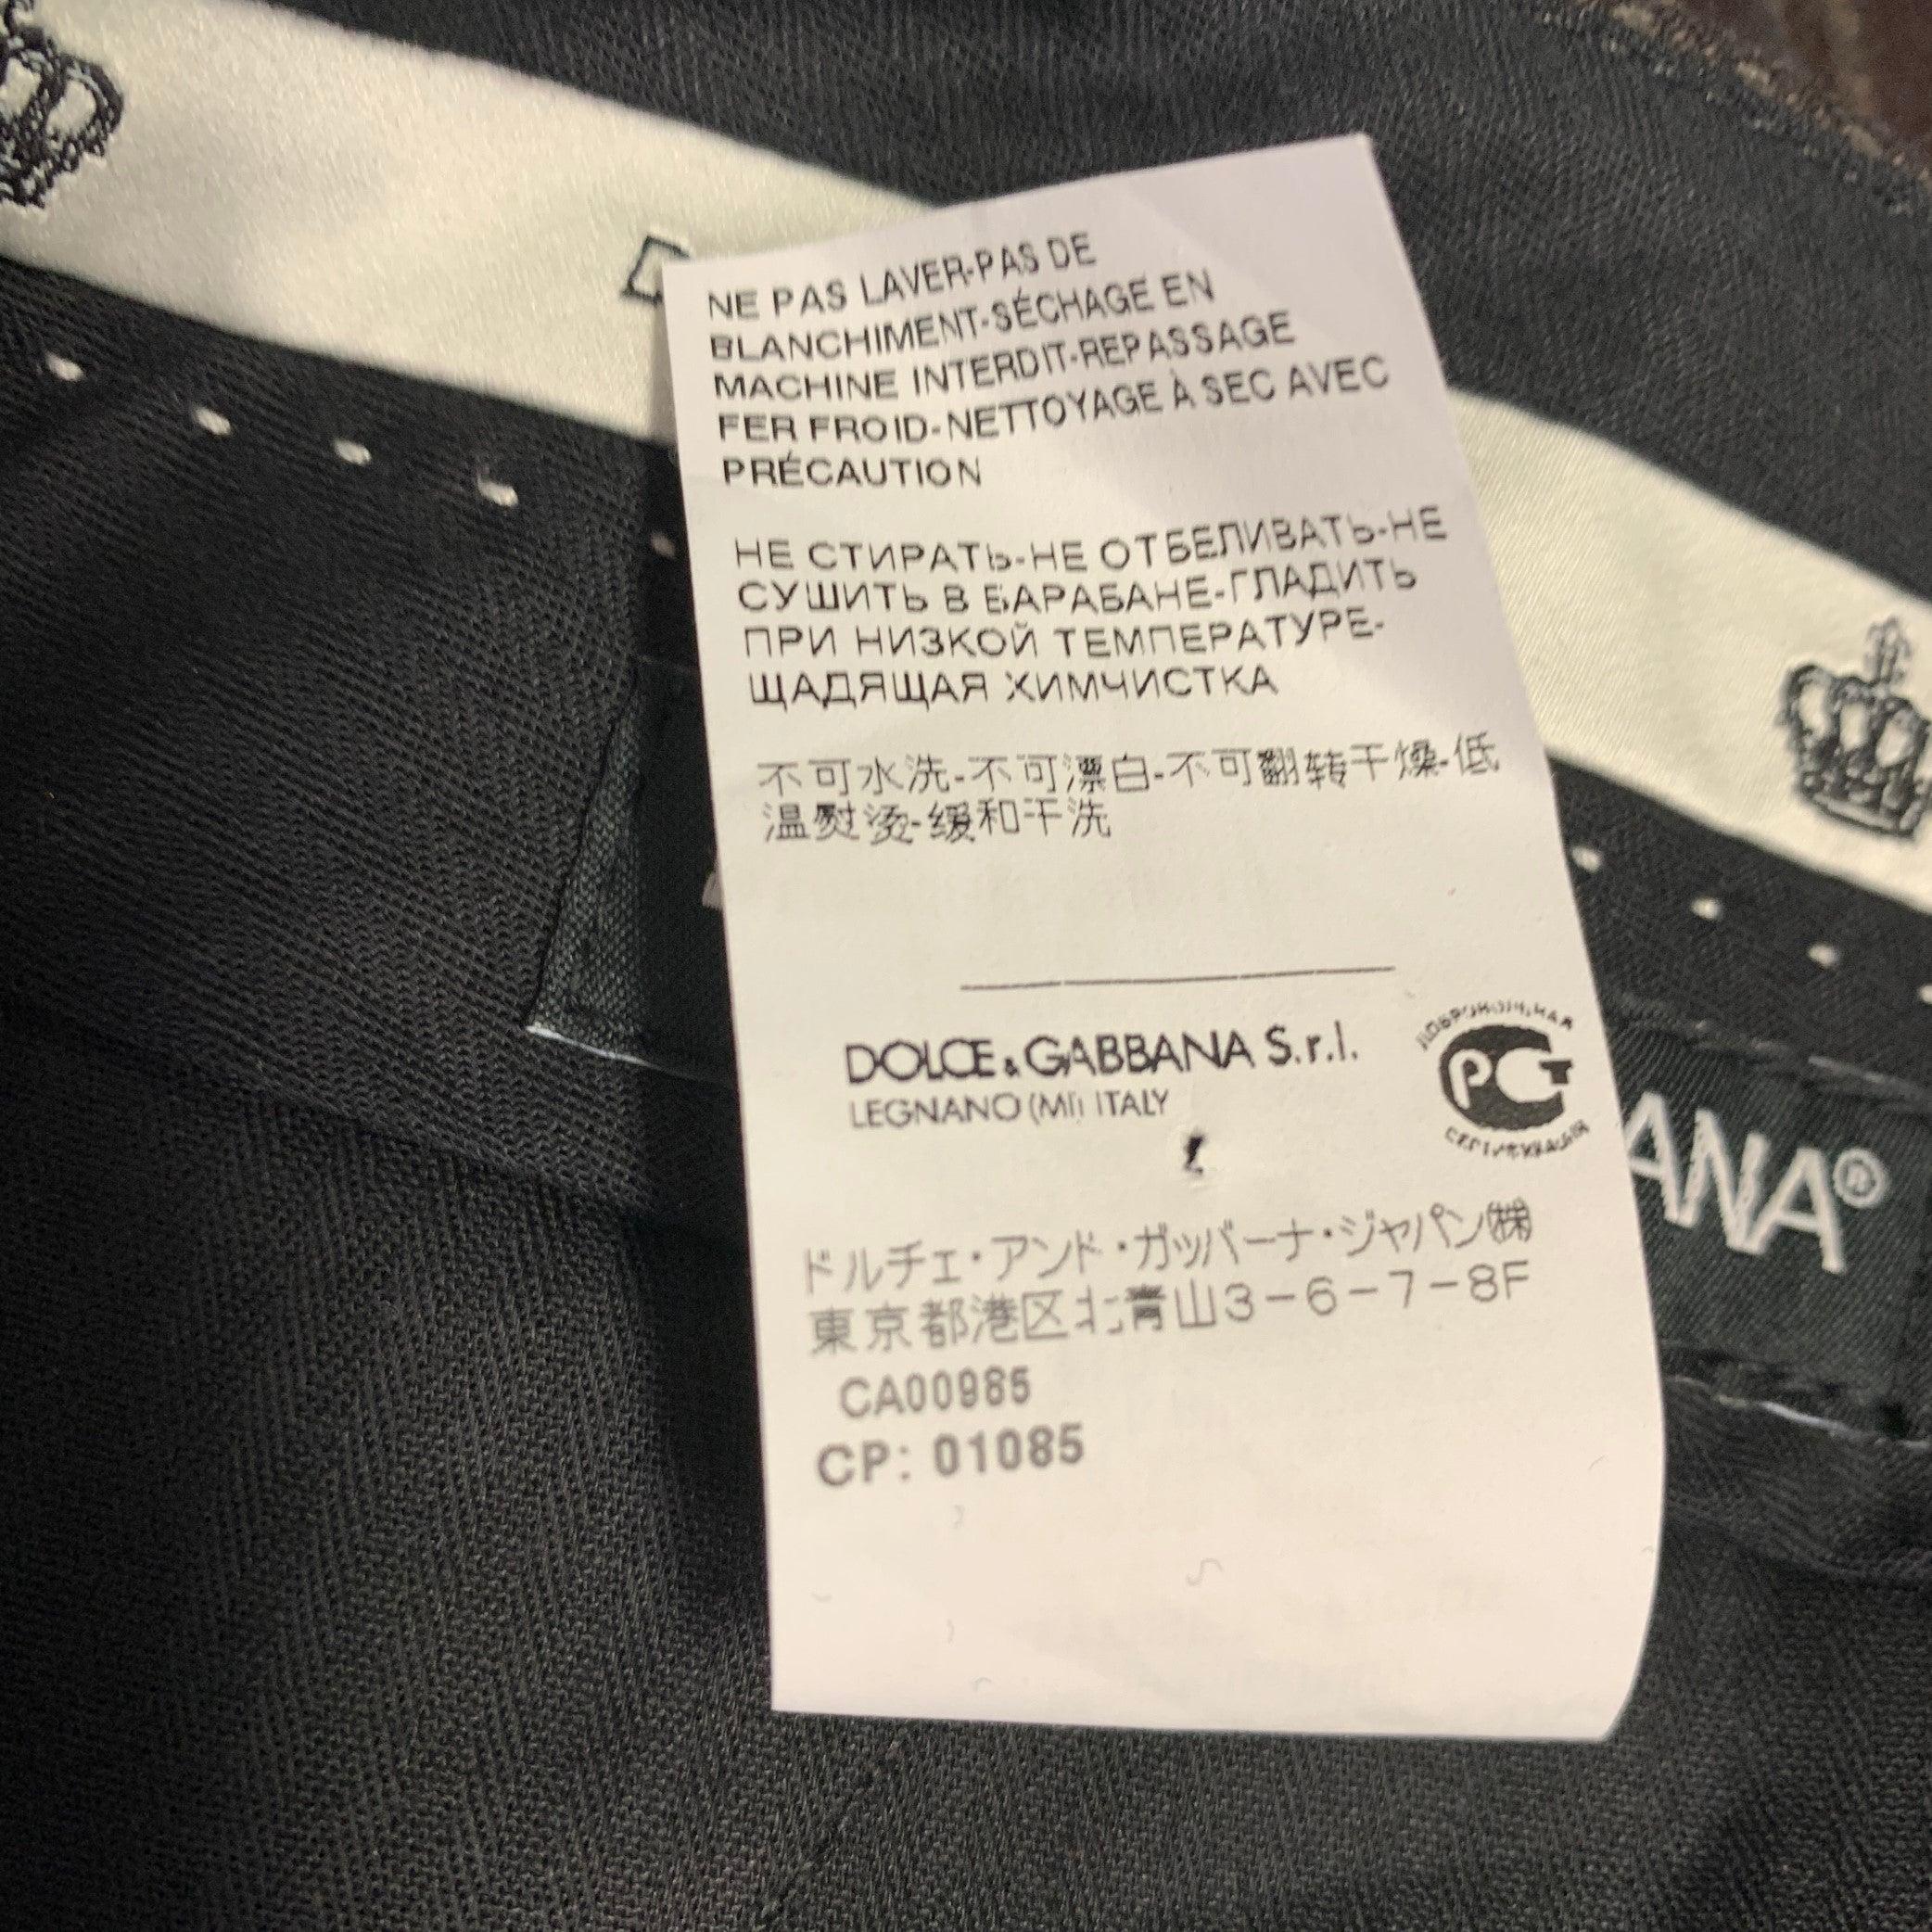 NE PAS LAVER-PAS DE
BLANCHIMENT-SÉCHAGE EN
MACHINE INTERDIT-REPASSAGE
FER FROID-NETTOYAGE À SEC AVEC
PRÉCAUTION
НЕ СТИРАТЬ-НЕ ОТБЕЛИВАТЬ-НЕ
СУШИТЬ В БАРАБАНЕ-ГЛАДИТЬ
ПРИ НИЗКОЙ ТЕМПЕРАТУРЕ-
ЩАДЯЩАЯ ХИМЧИСТКА
不可水洗-不可漂白-不可翻转干燥-低
温熨烫-缓和干洗
DOLCE & GABBANA S.r.l.
LEGNANO (MI) ITALY
РСТ
СЕРТИФИКАЦИЯ
ANA®
ドルチェ・アンド・ガッバーナ・ジャパン㈱
東京都港区北青山3-6-7-8F
CA00985
CP: 01085